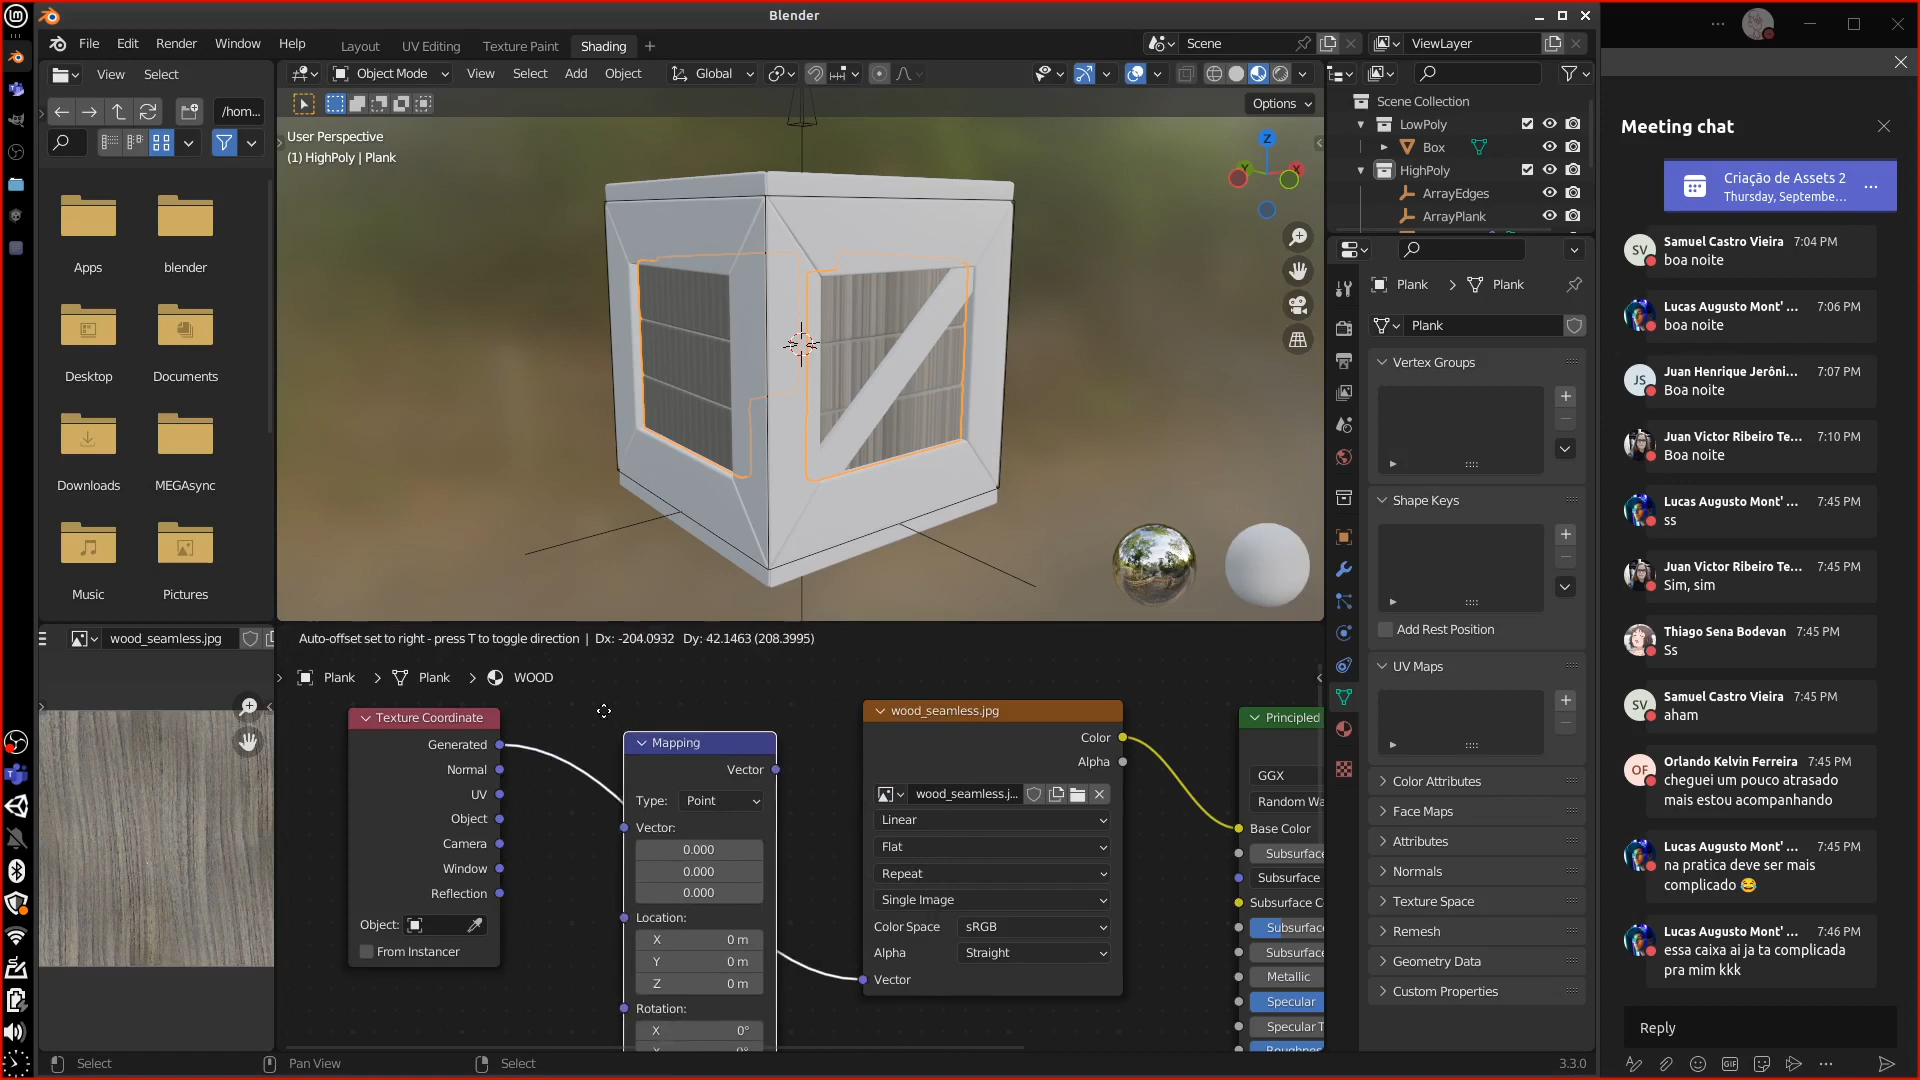 Blender
File Edit Render Window Help
Layout UV Editing Texture Paint Shading
Scene
ViewLayer
View Select
Object Mode View Select Add Object Global
/hom...
Options
User Perspective
(1) HighPoly | Plank
Z
Scene Collection
LowPoly
Box
HighPoly
ArrayEdges
ArrayPlank
Apps
blender
Desktop
Documents
Downloads
MEGAsync
Music
Pictures
Plank
Plank
Plank
Vertex Groups
Shape Keys
Add Rest Position
UV Maps
Color Attributes
Face Maps
Attributes
Normals
Texture Space
Remesh
Geometry Data
Custom Properties
wood_seamless.jpg
Auto-offset set to right - press T to toggle direction | Dx: -204.0932 Dy: 42.1463 (208.3995)
Plank > Plank > WOOD
Texture Coordinate
Generated
Normal
UV
Object
Camera
Window
Reflection
Object:
From Instancer
Mapping
Vector
Type: Point
Vector:
0.000
0.000
0.000
Location:
X 0 m
Y 0 m
Z 0 m
Rotation:
X 0°
wood_seamless.jpg
Color
Alpha
wood_seamless.j...
Linear
Flat
Repeat
Single Image
Color Space sRGB
Alpha Straight
Vector
Principled
GGX
Random Wa
Base Color
Subsurface
Subsurface
Subsurface C
Subsurface
Subsurface
Metallic
Specular
Specular T
Roughness
Select
Pan View
Select
3.3.0
Meeting chat
Criação de Assets 2
Thursday, Septembe...
SV
Samuel Castro Vieira 7:04 PM
boa noite
Lucas Augusto Mont' ... 7:06 PM
boa noite
JS
Juan Henrique Jerôni... 7:07 PM
Boa noite
Juan Victor Ribeiro Te... 7:10 PM
Boa noite
Lucas Augusto Mont' ... 7:45 PM
ss
Juan Victor Ribeiro Te... 7:45 PM
Sim, sim
Thiago Sena Bodevan 7:45 PM
Ss
SV
Samuel Castro Vieira 7:45 PM
aham
OF
Orlando Kelvin Ferreira 7:45 PM
cheguei um pouco atrasado
mais estou acompanhando
Lucas Augusto Mont' ... 7:45 PM
na pratica deve ser mais
complicado 😂
Lucas Augusto Mont' ... 7:46 PM
essa caixa ai ja ta complicada
pra mim kkk
Reply
GIF